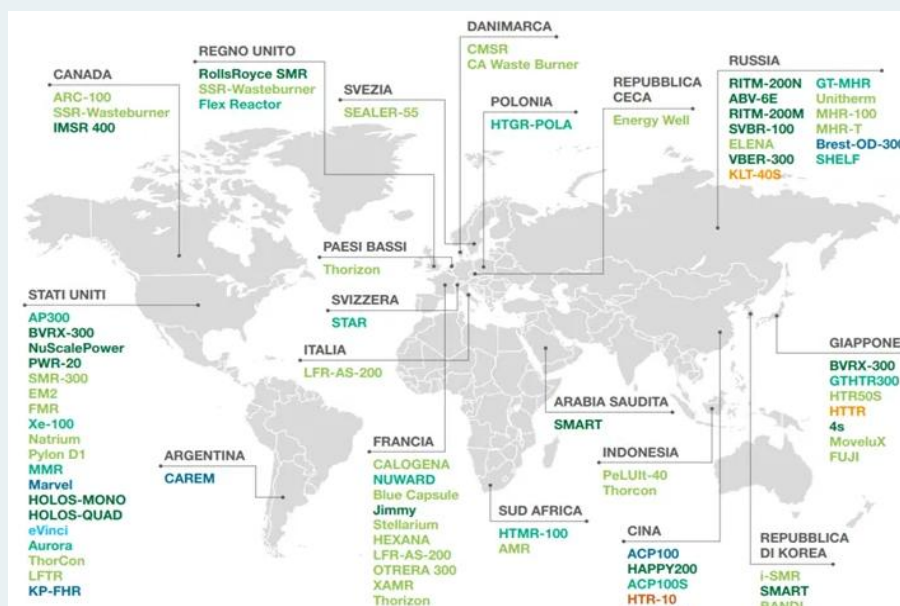 DANIMARCA
CMSR
CA Waste Burner
REGNO UNITO
RollsRoyce SMR
SSR-Wasteburner
Flex Reactor
CANADA
ARC-100
SSR-Wasteburner
IMSR 400
SVEZIA
SEALER-55
POLONIA
HTGR-POLA
REPUBBLICA
CECA
Energy Well
RUSSIA
RITM-200N
ABV-6E
RITM-200M
SVBR-100
ELENA
VBER-300
KLT-40S
GT-MHR
Unitherm
MHR-100
MHR-T
Brest-OD-300
SHELF
PAESI BASSI
Thorizon
SVIZZERA
STAR
ITALIA
LFR-AS-200
STATI UNITI
AP300
BVRX-300
NuScalePower
PWR-20
SMR-300
EM2
FMR
Xe-100
Natrium
Pylon D1
MMR
Marvel
HOLOS-MONO
HOLOS-QUAD
eVinci
Aurora
ThorCon
LFTR
KP-FHR
ARGENTINA
CAREM
FRANCIA
CALOGENA
NUWARD
Blue Capsule
Jimmy
Stellarium
HEXANA
LFR-AS-200
OTRERA 300
XAMR
Thorizon
ARABIA SAUDITA
SMART
SUD AFRICA
HTMR-100
AMR
INDONESIA
PeLUIt-40
Thorcon
CINA
ACP100
HAPPY200
ACP100S
HTR-10
GIAPPONE
BVRX-300
GTHTR300
HTR50S
HTTR
4s
MoveluX
FUJI
REPUBBLICA
DI KOREA
i-SMR
SMART